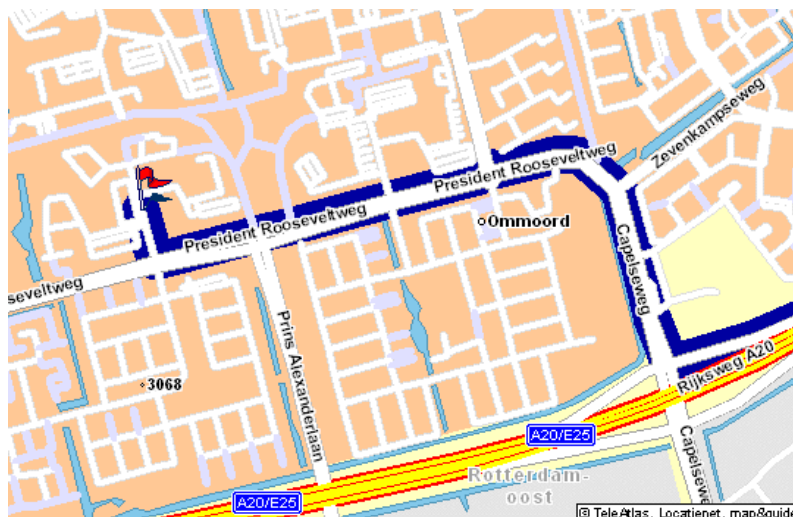 Zevenkampseweg
President Rooseveltweg
President Rooseveltweg
Ommoord
seveltweg
Capelseweg
Prins Alexanderlaan
Rijksweg A20
3068
A20/E25
Capelseweg
Rotterdam-
oost
A20/E25
© TeleAtlas, Locatienet, map&guide